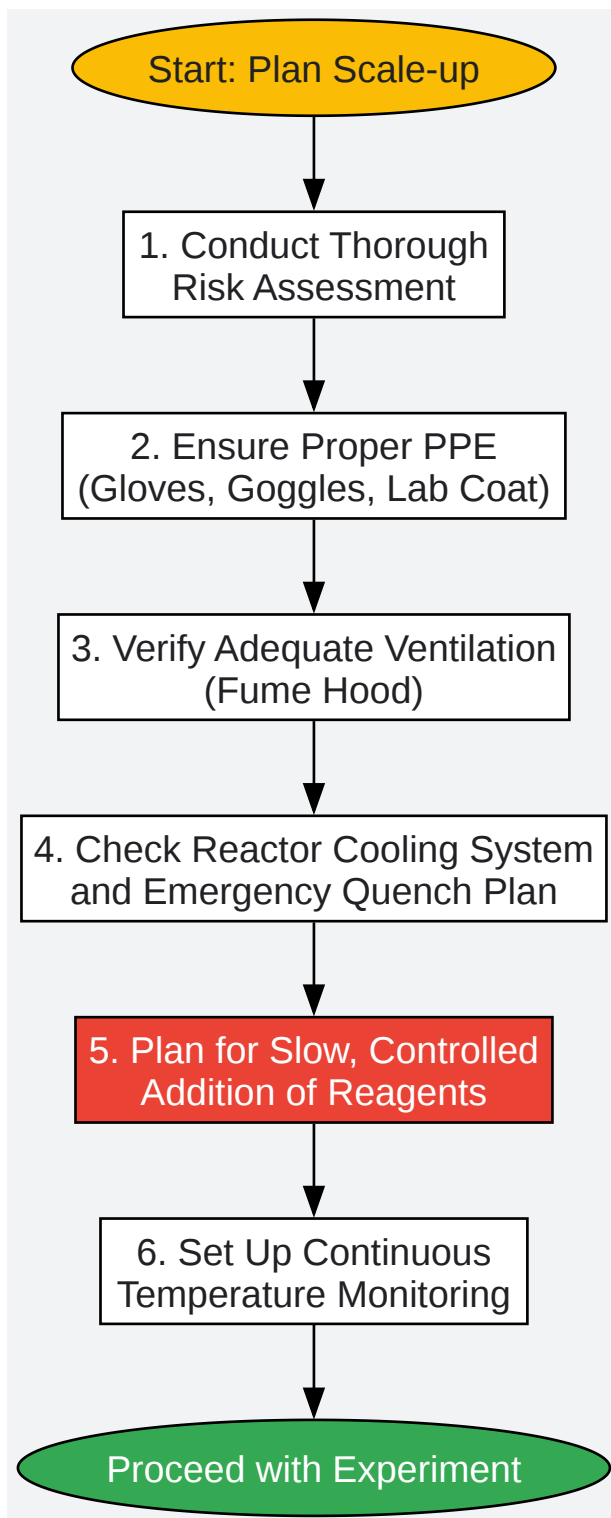 Start: Plan Scale-up
1. Conduct Thorough
Risk Assessment
2. Ensure Proper PPE
(Gloves, Goggles, Lab Coat)
3. Verify Adequate Ventilation
(Fume Hood)
4. Check Reactor Cooling System
and Emergency Quench Plan
5. Plan for Slow, Controlled
Addition of Reagents
6. Set Up Continuous
Temperature Monitoring
Proceed with Experiment